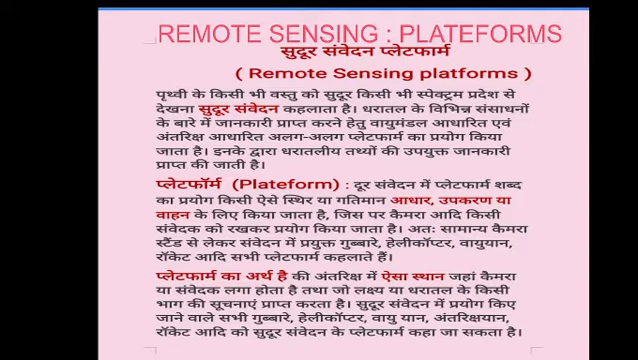 REMOTE SENSING : PLATEFORMS
सुदूर संवेदन प्लेटफार्म
( Remote Sensing platforms )
पृथ्वी के किसी भी वस्तु को सुदूर किसी भी स्पेक्ट्रम प्रदेश से
देखना सुदूर संवेदन कहलाता है। धरातल के विभिन्न संसाधनों
के बारे में जानकारी प्राप्त करने हेतु वायुमंडल आधारित एवं
अंतरिक्ष आधारित अलग-अलग प्लेटफार्म का प्रयोग किया
जाता है। इनके द्वारा धरातलीय तथ्यों की उपयुक्त जानकारी
प्राप्त की जाती है।
प्लेटफॉर्म (Plateform) : दूर संवेदन में प्लेटफार्म शब्द
का प्रयोग किसी ऐसे स्थिर या गतिमान आधार, उपकरण या
वाहन के लिए किया जाता है, जिस पर कैमरा आदि किसी
संवेदक को रखकर प्रयोग किया जाता है। अतः सामान्य कैमरा
स्टैंड से लेकर संवेदन में प्रयुक्त गुब्बारे, हेलीकॉप्टर, वायुयान,
रॉकेट आदि सभी प्लेटफार्म कहलाते हैं।
प्लेटफार्म का अर्थ है की अंतरिक्ष में ऐसा स्थान जहां कैमरा
या संवेदक लगा होता है तथा जो लक्ष्य या धरातल के किसी
भाग की सूचनाएं प्राप्त करता है। सुदूर संवेदन में प्रयोग किए
जाने वाले सभी गुब्बारे, हेलीकॉप्टर, वायु यान, अंतरिक्षयान,
रॉकेट आदि को सुदूर संवेदन के प्लेटफार्म कहा जा सकता है।